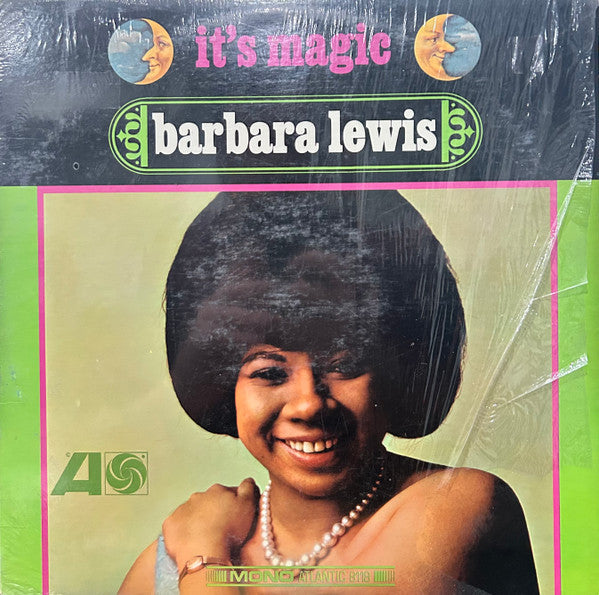 it's magic
barbara lewis
A
MONO ATLANTIC 8118